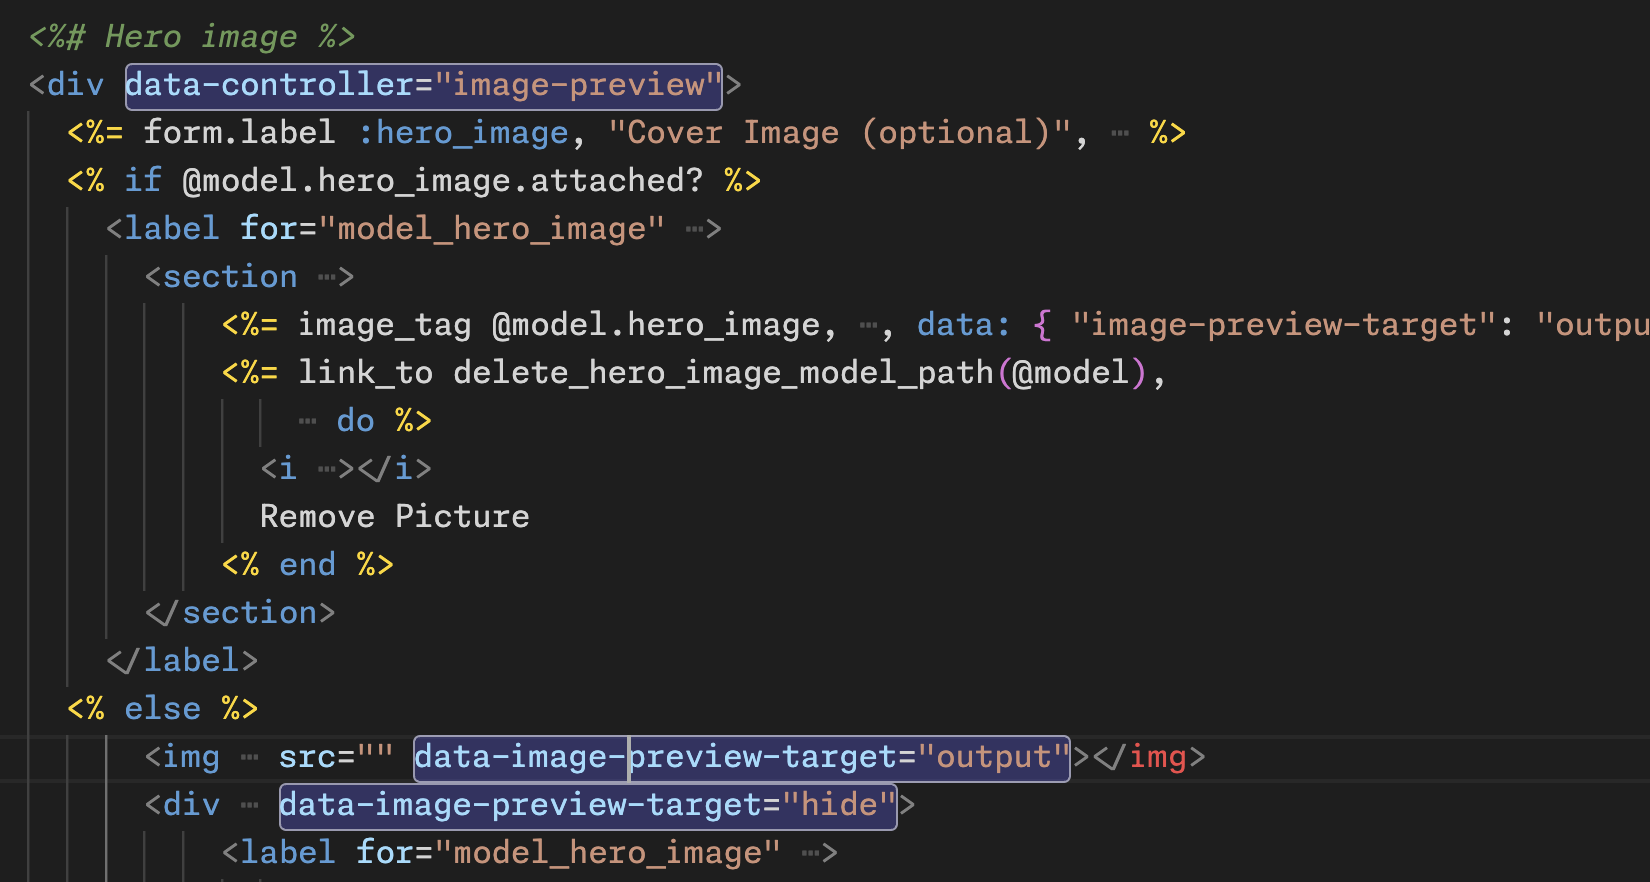 <%# Hero image %>
<div data-controller="image-preview">
<%= form.label :hero_image, "Cover Image (optional)", ⋯ %>
<% if @model.hero_image.attached? %>
<label for="model_hero_image" ⋯>
<section ⋯>
<%= image_tag @model.hero_image, ⋯, data: { "image-preview-target": "outpu
<%= link_to delete_hero_image_model_path(@model),
⋯ do %>
<i ⋯></i>
Remove Picture
<% end %>
</section>
</label>
<% else %>
<img ⋯ src="" data-image-preview-target="output"></img>
<div ⋯ data-image-preview-target="hide">
<label for="model_hero_image" ⋯>